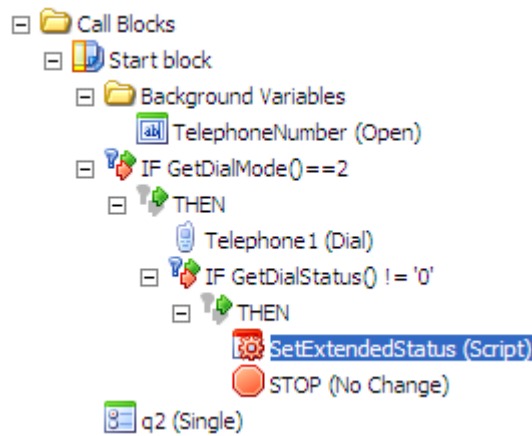 Call Blocks
Start block
Background Variables
TelephoneNumber (Open)
IF GetDialMode()==2
THEN
Telephone1 (Dial)
IF GetDialStatus() != '0'
THEN
SetExtendedStatus (Script)
STOP (No Change)
q2 (Single)